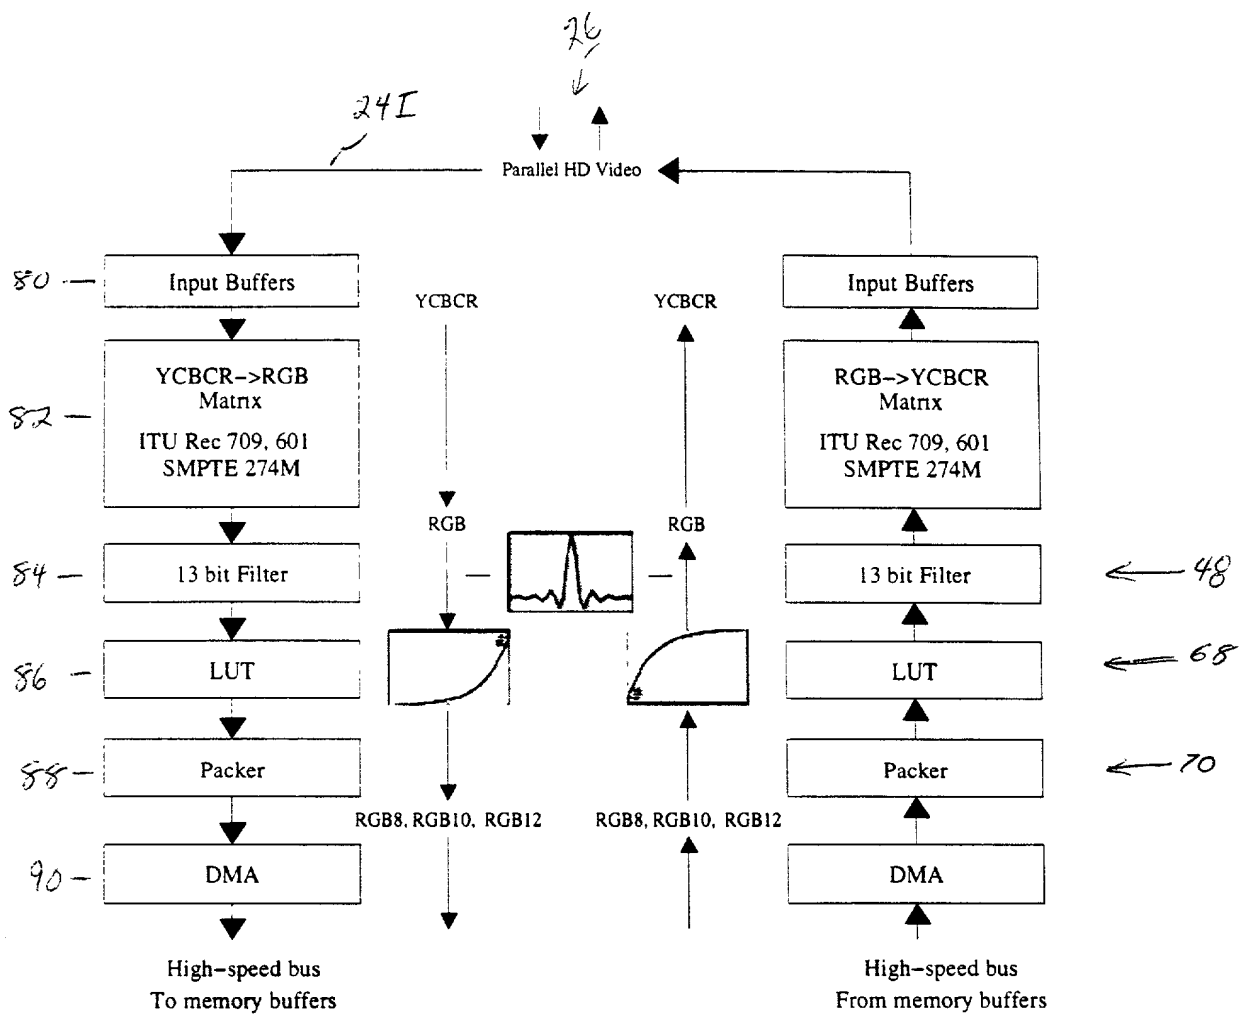 26
24I
Parallel HD Video
80
Input Buffers
YCBCR
YCBCR
Input Buffers
82
YCBCR->RGB
Matrix
ITU Rec 709, 601
SMPTE 274M
RGB->YCBCR
Matrix
ITU Rec 709, 601
SMPTE 274M
RGB
RGB
84
13 bit Filter
13 bit Filter
48
86
LUT
LUT
68
88
Packer
Packer
70
RGB8, RGB10, RGB12
RGB8, RGB10, RGB12
90
DMA
DMA
High-speed bus
To memory buffers
High-speed bus
From memory buffers